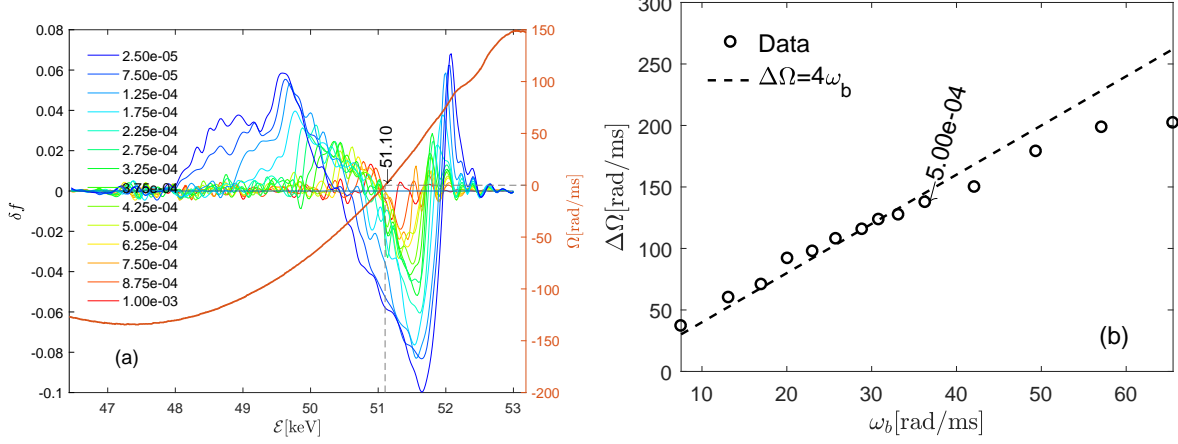 0.08
0.06
0.04
0.02
0
-0.02
-0.04
-0.06
-0.08
-0.1
δf
2.50e-05
7.50e-05
1.25e-04
1.75e-04
2.25e-04
2.75e-04
3.25e-04
3.75e-04
4.25e-04
5.00e-04
6.25e-04
7.50e-04
8.75e-04
1.00e-03
51.10
(a)
150
100
50
0
-50
-100
-150
-200
Ω[rad/ms]
47 48 49 50 51 52 53
ℰ[keV]
300
250
200
150
100
50
0
ΔΩ[rad/ms]
Data
ΔΩ=4ω_b
5.00e-04
(b)
10 20 30 40 50 60
ω_b[rad/ms]